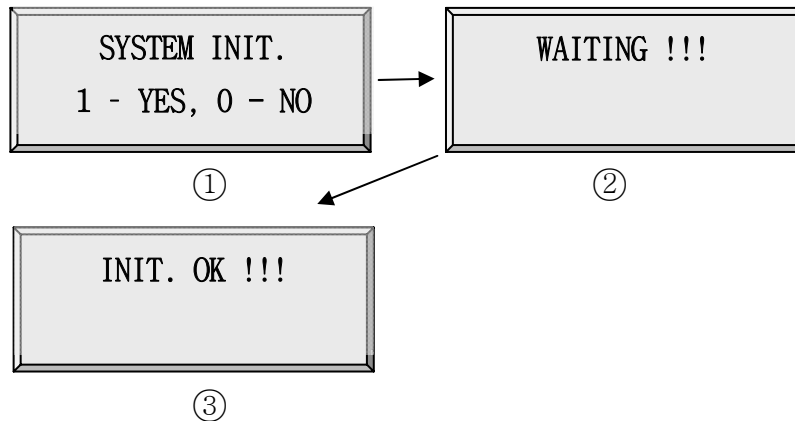 SYSTEM INIT.
1 - YES, 0 - NO
①
WAITING !!!
②
INIT. OK !!!
③